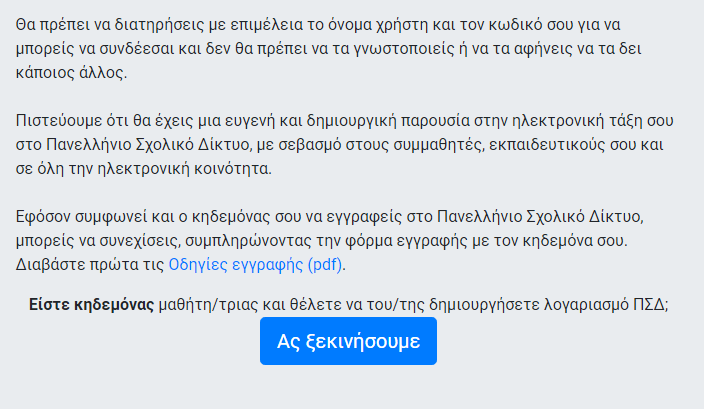 Θα πρέπει να διατηρήσεις με επιμέλεια το όνομα χρήστη και τον κωδικό σου για να
μπορείς να συνδέεσαι και δεν θα πρέπει να τα γνωστοποιείς ή να τα αφήνεις να τα δει
κάποιος άλλος.
Πιστεύουμε ότι θα έχεις μια ευγενή και δημιουργική παρουσία στην ηλεκτρονική τάξη σου
στο Πανελλήνιο Σχολικό Δίκτυο, με σεβασμό στους συμμαθητές, εκπαιδευτικούς σου και
σε όλη την ηλεκτρονική κοινότητα.
Εφόσον συμφωνεί και ο κηδεμόνας σου να εγγραφείς στο Πανελλήνιο Σχολικό Δίκτυο,
μπορείς να συνεχίσεις, συμπληρώνοντας την φόρμα εγγραφής με τον κηδεμόνα σου.
Διαβάστε πρώτα τις Οδηγίες εγγραφής (pdf).
Είστε κηδεμόνας μαθήτη/τριας και θέλετε να του/της δημιουργήσετε λογαριασμό ΠΣΔ;
Ας ξεκινήσουμε